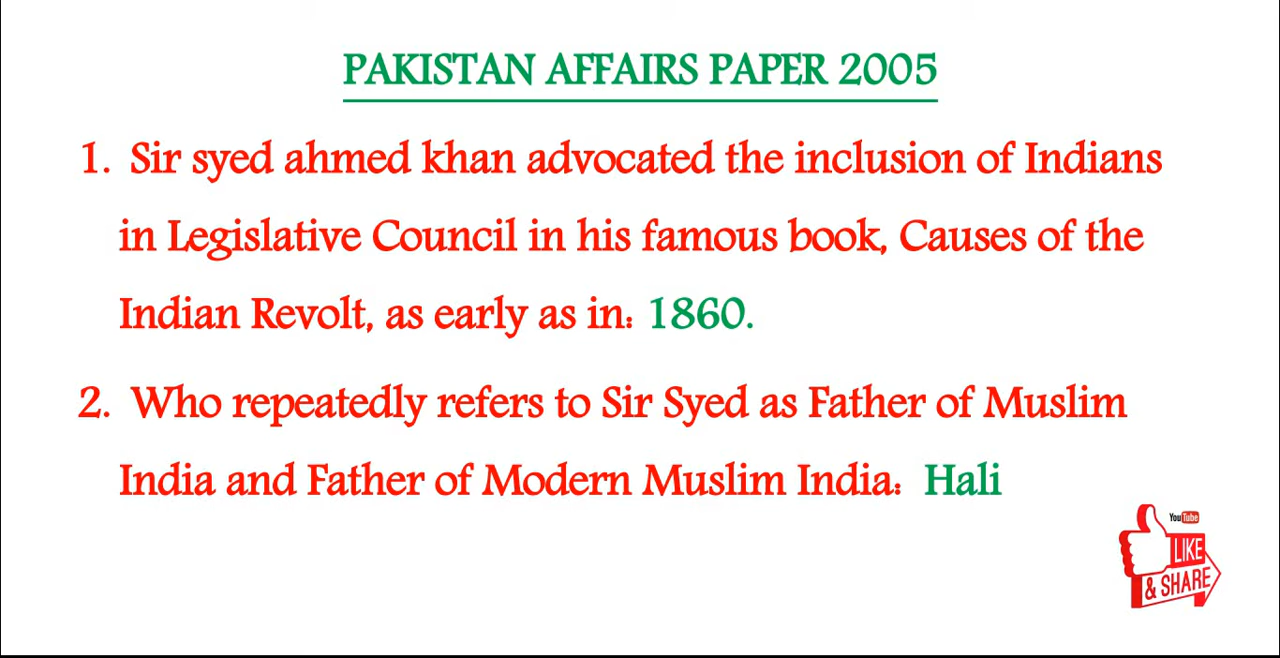 PAKISTAN AFFAIRS PAPER 2005
1. Sir syed ahmed khan advocated the inclusion of Indians
in Legislative Council in his famous book, Causes of the
Indian Revolt, as early as in: 1860.
2. Who repeatedly refers to Sir Syed as Father of Muslim
India and Father of Modern Muslim India: Hali
YouTube
LIKE
& SHARE